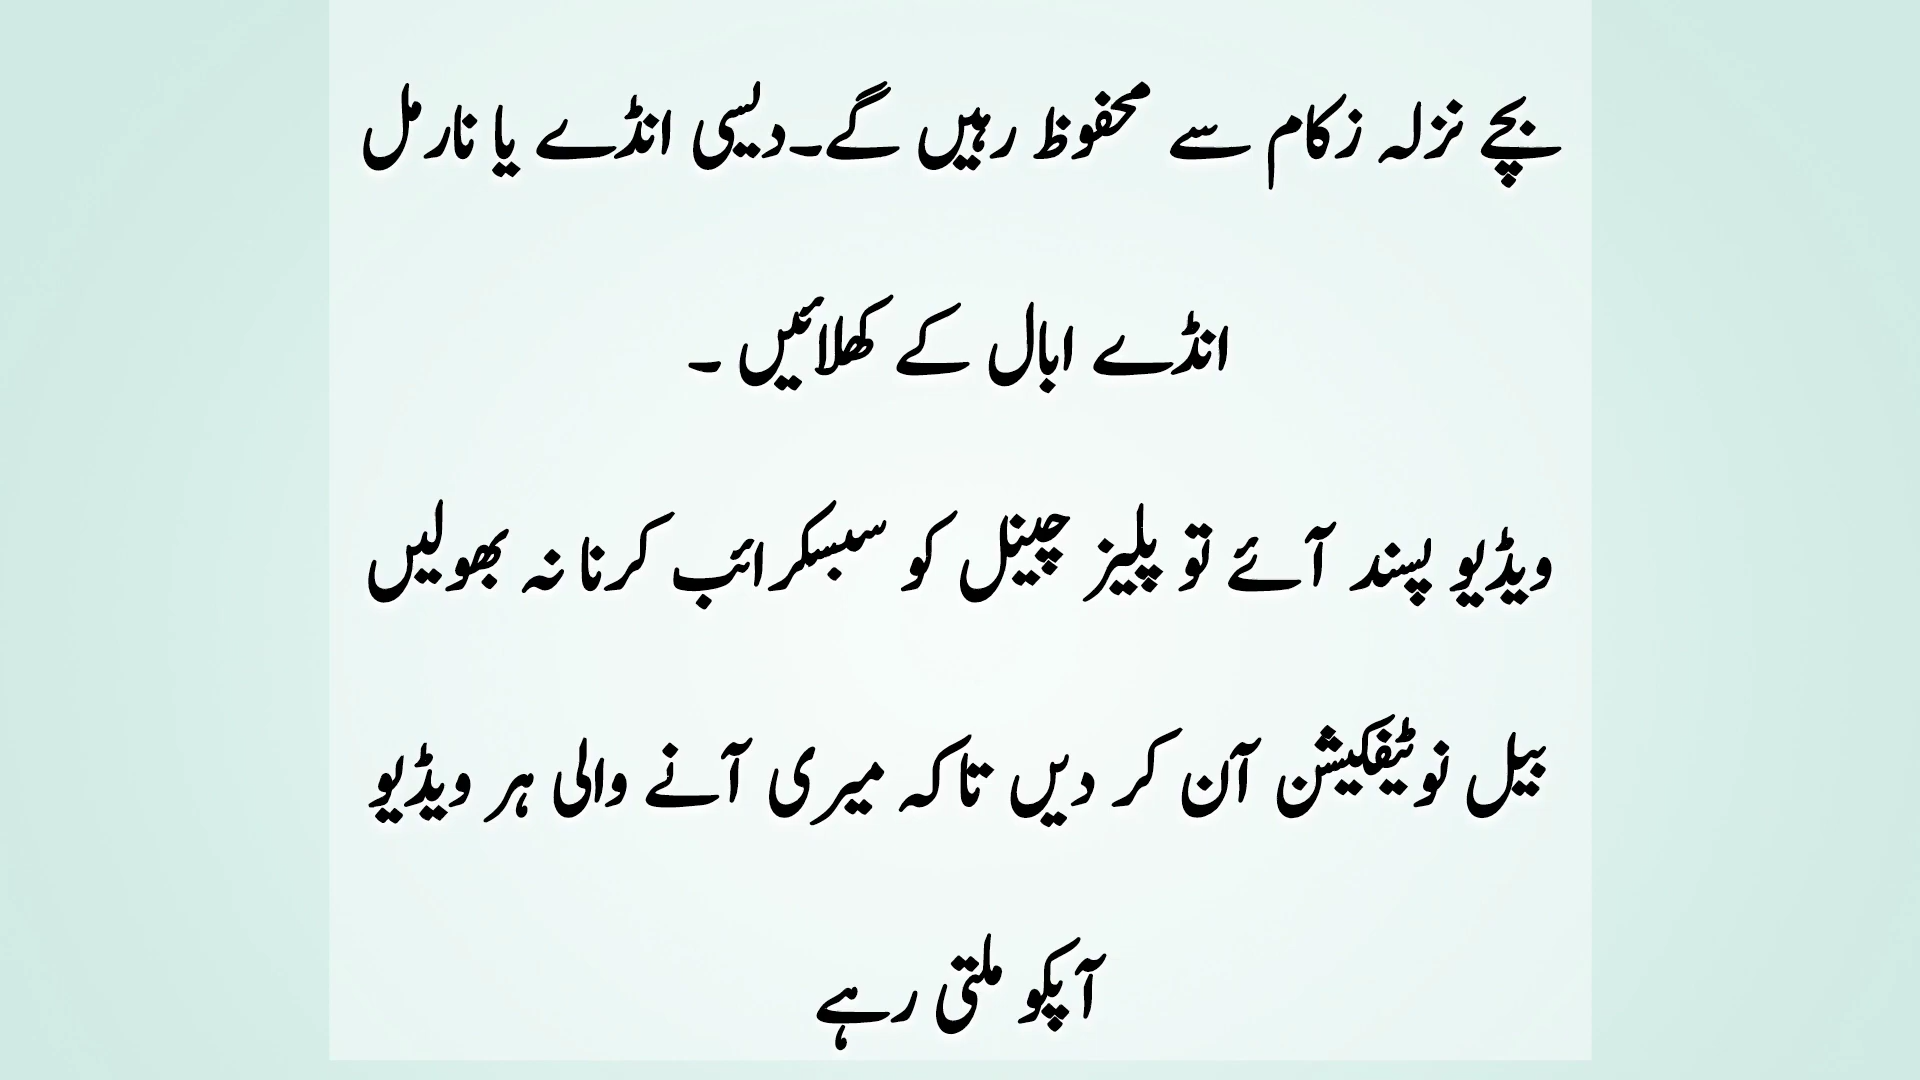 بچے نزلہ زکام سے محفوظ رہیں گے۔دیسی انڈے یا نارمل
انڈے ابال کے کھلائیں ۔
ویڈیو پسند آئے تو پلیز چینل کو سبسکرائب کرنا نہ بھولیں
بیل نوٹیفکیشن آن کر دیں تاکہ میری آنے والی ہر ویڈیو
آپکو ملتی رہے